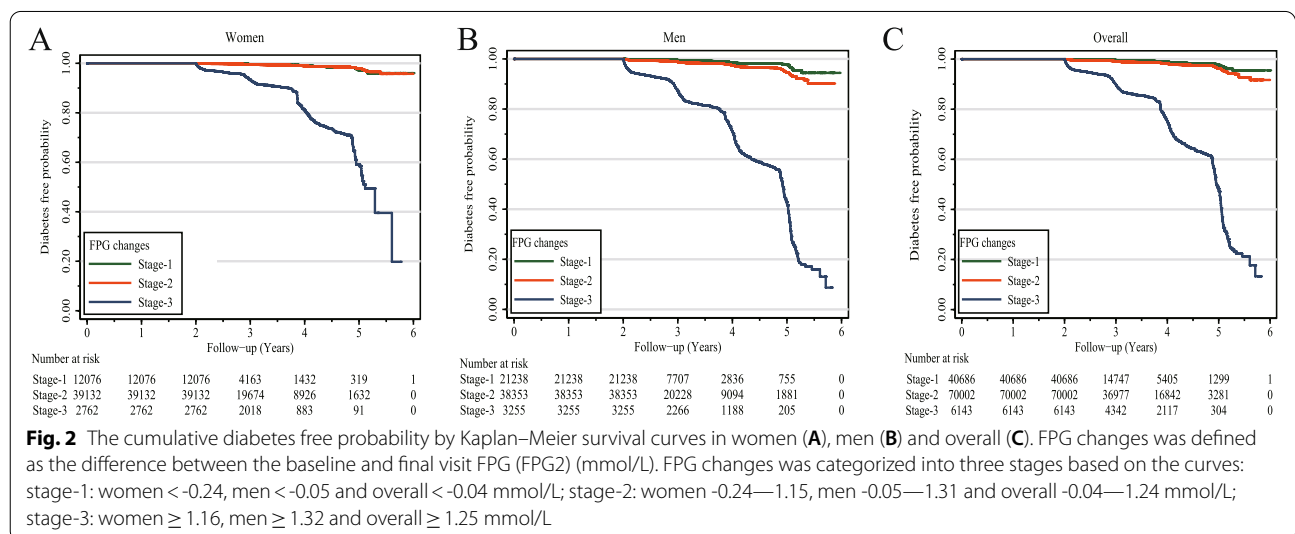 A
Women
Diabetes free probability
1.00
0.80
0.60
0.40
0.20
0.00
FPG changes
Stage-1
Stage-2
Stage-3
0 1 2 3 4 5 6
Follow-up (Years)
Number at risk
Stage-1 12076 12076 12076 4163 1432 319 1
Stage-2 39132 39132 39132 19674 8926 1632 0
Stage-3 2762 2762 2762 2018 883 91 0
B
Men
Diabetes free probability
1.00
0.80
0.60
0.40
0.20
0.00
FPG changes
Stage-1
Stage-2
Stage-3
0 1 2 3 4 5 6
Follow-up (Years)
Number at risk
Stage-1 21238 21238 21238 7707 2836 755 0
Stage-2 38353 38353 38353 20228 9094 1881 0
Stage-3 3255 3255 3255 2266 1188 205 0
C
Overall
Diabetes free probability
1.00
0.80
0.60
0.40
0.20
0.00
FPG changes
Stage-1
Stage-2
Stage-3
0 1 2 3 4 5 6
Follow-up (Years)
Number at risk
Stage-1 40686 40686 40686 14747 5405 1299 1
Stage-2 70002 70002 70002 36977 16842 3281 0
Stage-3 6143 6143 6143 4342 2117 304 0
Fig. 2 The cumulative diabetes free probability by Kaplan–Meier survival curves in women (A), men (B) and overall (C). FPG changes was defined
as the difference between the baseline and final visit FPG (FPG2) (mmol/L). FPG changes was categorized into three stages based on the curves:
stage-1: women < -0.24, men < -0.05 and overall < -0.04 mmol/L; stage-2: women -0.24—1.15, men -0.05—1.31 and overall -0.04—1.24 mmol/L;
stage-3: women ≥ 1.16, men ≥ 1.32 and overall ≥ 1.25 mmol/L